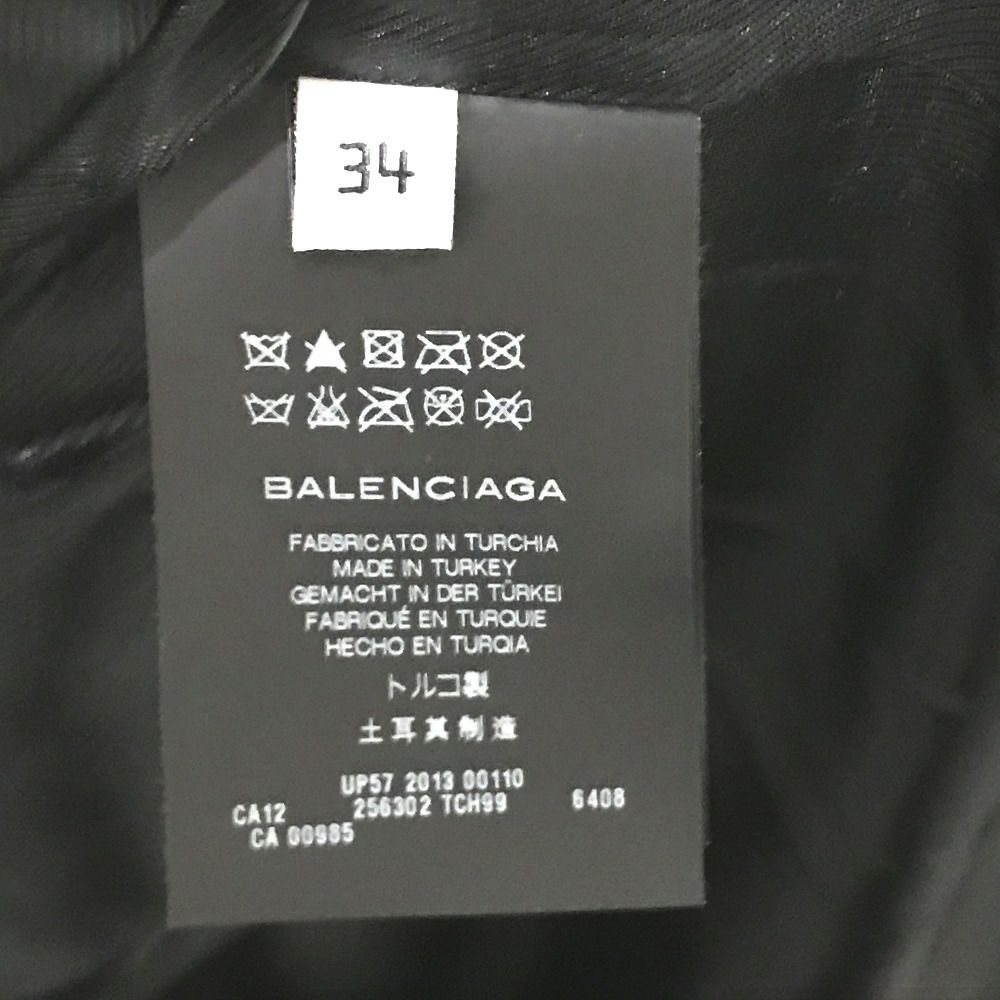 34
BALENCIAGA
FABBRICATO IN TURCHIA
MADE IN TURKEY
GEMACHT IN DER TÜRKEI
FABRIQUÉ EN TURQUIE
HECHO EN TURQIA
トルコ製
土耳其制造
UP57 2013 00110
CA12 256302 TCH99 6408
CA 00985